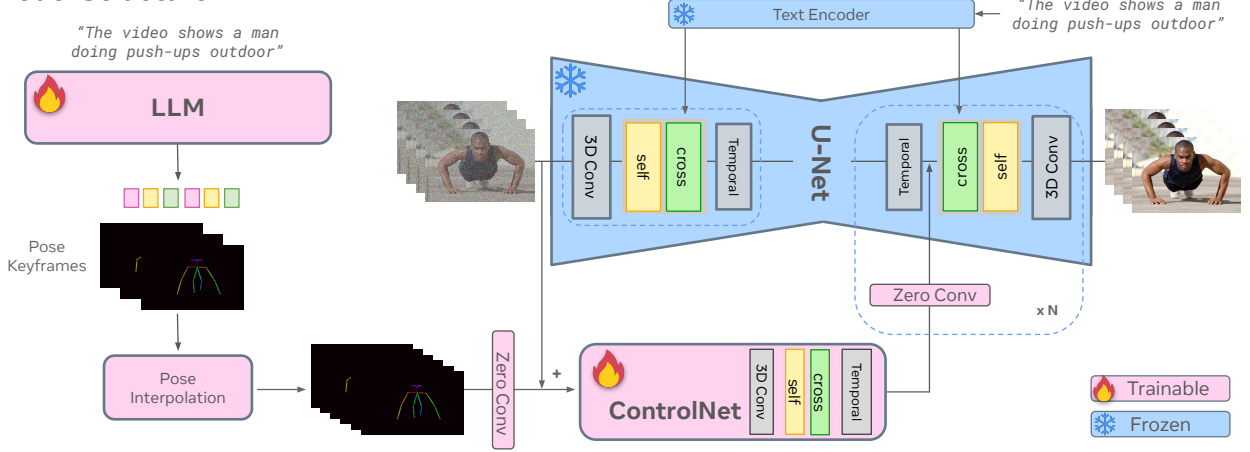 "The video shows a man
doing push-ups outdoor"
LLM
Pose
Keyframes
Pose
Interpolation
Zero Conv
+
ControlNet
3D Conv
self
cross
Temporal
Text Encoder
"The video shows a man
doing push-ups outdoor"
3D Conv
self
cross
Temporal
U-Net
Temporal
cross
self
3D Conv
Zero Conv
x N
Trainable
Frozen